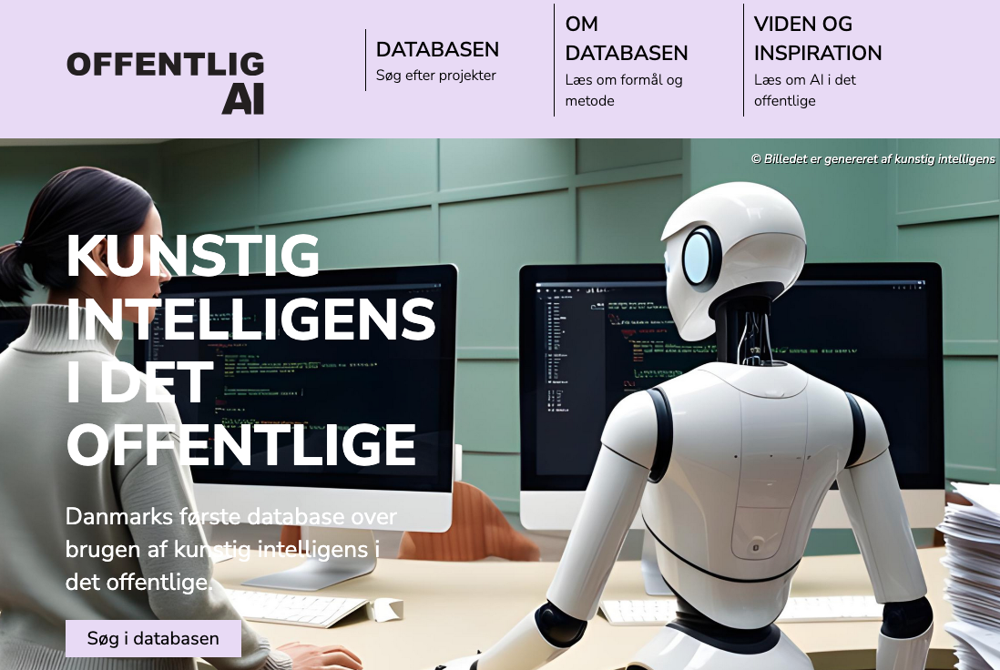 OFFENTLIG
AI
DATABASEN
Søg efter projekter
OM
DATABASEN
Læs om formål og
metode
VIDEN OG
INSPIRATION
Læs om AI i det
offentlige
© Billedet er genereret af kunstig intelligens
KUNSTIG
INTELLIGENS
I DET
OFFENTLIGE
Danmarks første database over
brugen af kunstig intelligens i
det offentlige.
Søg i databasen